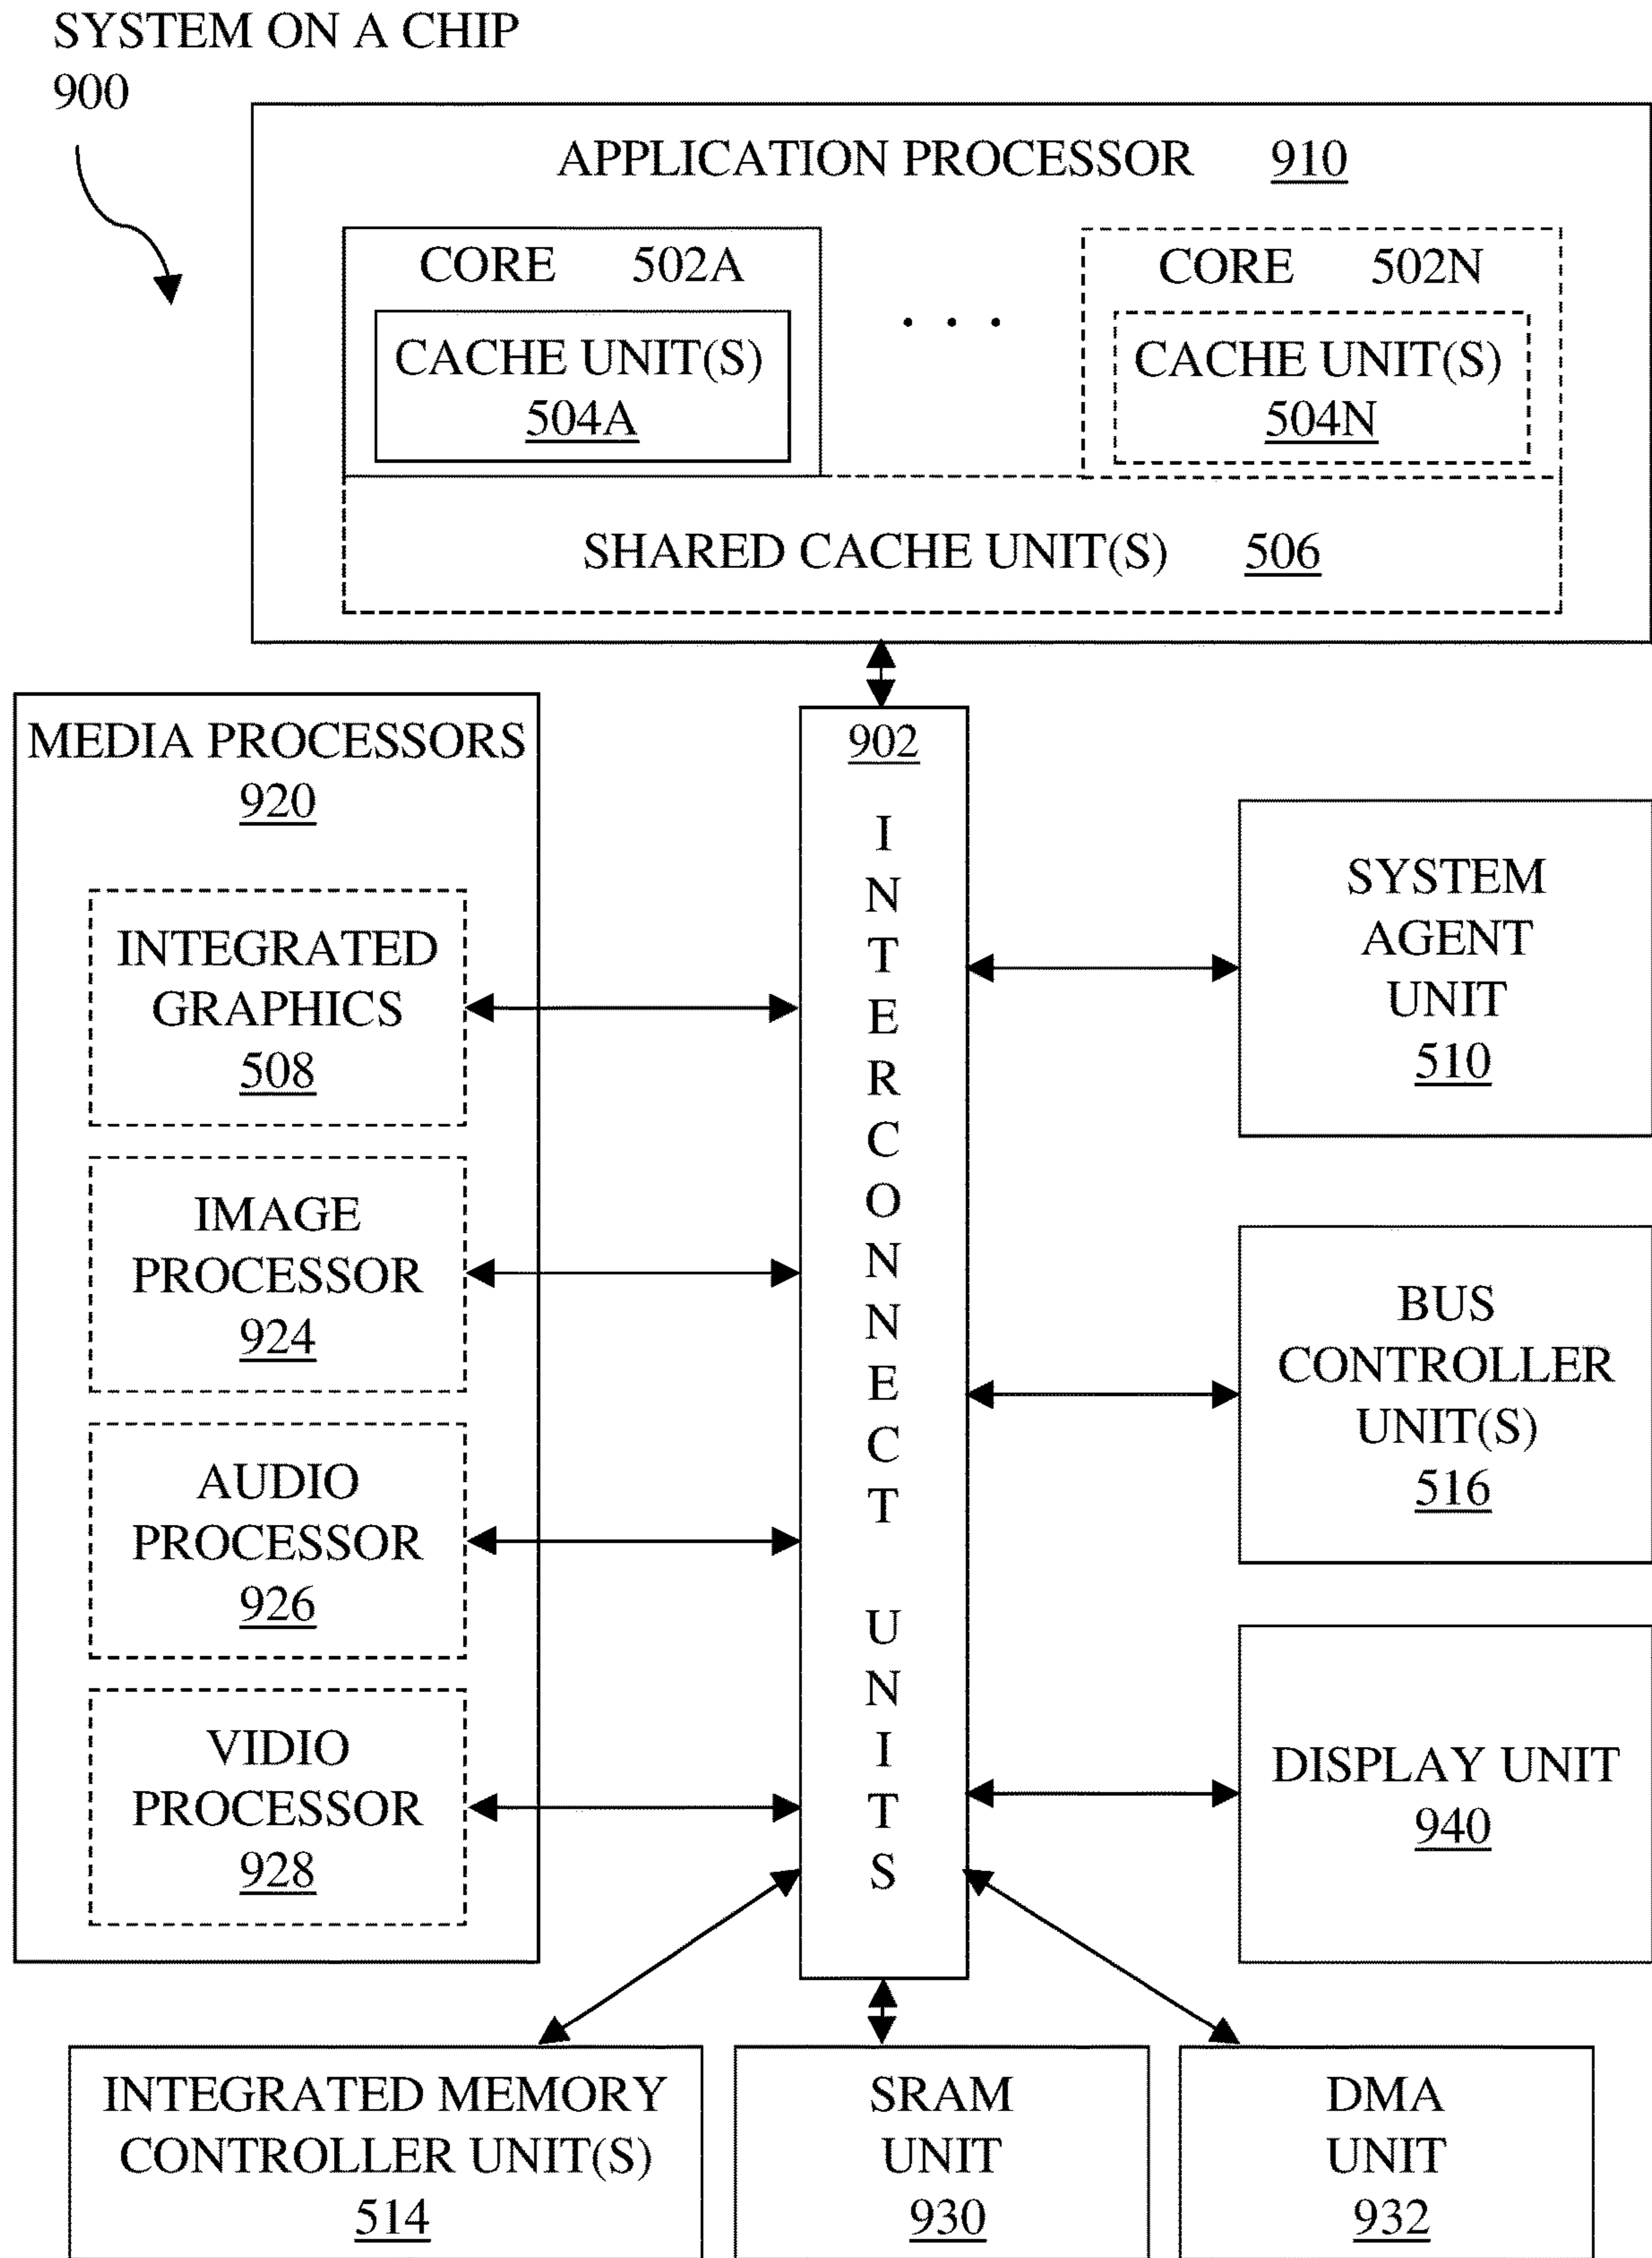 SYSTEM ON A CHIP
900
APPLICATION PROCESSOR 910
CORE 502A
CACHE UNIT(S)
504A
. . .
CORE 502N
CACHE UNIT(S)
504N
SHARED CACHE UNIT(S) 506
MEDIA PROCESSORS
920
INTEGRATED
GRAPHICS
508
IMAGE
PROCESSOR
924
AUDIO
PROCESSOR
926
VIDIO
PROCESSOR
928
902
INTERCONNECT UNITS
SYSTEM
AGENT
UNIT
510
BUS
CONTROLLER
UNIT(S)
516
DISPLAY UNIT
940
INTEGRATED MEMORY
CONTROLLER UNIT(S)
514
SRAM
UNIT
930
DMA
UNIT
932